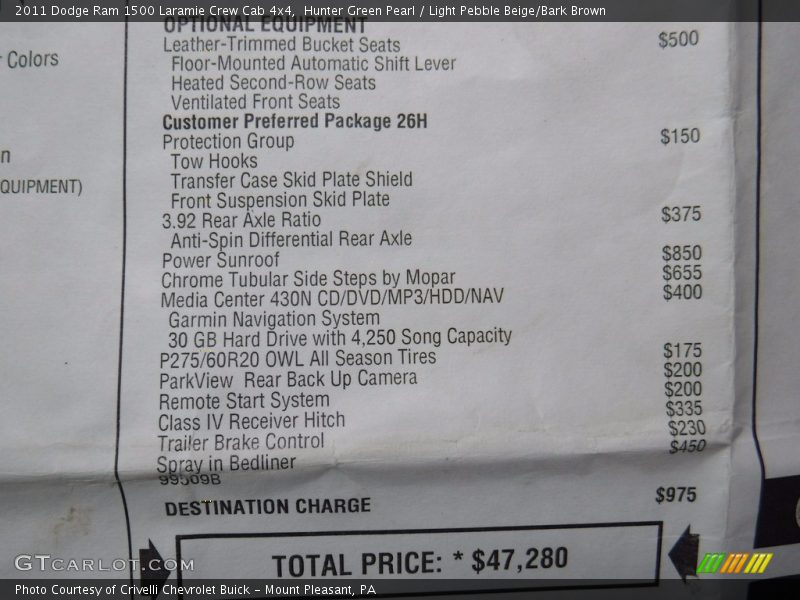 2011 Dodge Ram 1500 Laramie Crew Cab 4x4, Hunter Green Pearl / Light Pebble Beige/Bark Brown
Colors
n
QUIPMENT)
OPTIONAL EQUIPMENT
Leather-Trimmed Bucket Seats $500
Floor-Mounted Automatic Shift Lever
Heated Second-Row Seats
Ventilated Front Seats
Customer Preferred Package 26H
Protection Group $150
Tow Hooks
Transfer Case Skid Plate Shield
Front Suspension Skid Plate
3.92 Rear Axle Ratio $375
Anti-Spin Differential Rear Axle
Power Sunroof $850
Chrome Tubular Side Steps by Mopar $655
Media Center 430N CD/DVD/MP3/HDD/NAV $400
Garmin Navigation System
30 GB Hard Drive with 4,250 Song Capacity
P275/60R20 OWL All Season Tires $175
ParkView Rear Back Up Camera $200
Remote Start System $200
Class IV Receiver Hitch $335
Trailer Brake Control $230
Spray in Bedliner $450
99509B
DESTINATION CHARGE $975
TOTAL PRICE: * $47,280
GTCARLOT.COM
Photo Courtesy of Crivelli Chevrolet Buick - Mount Pleasant, PA